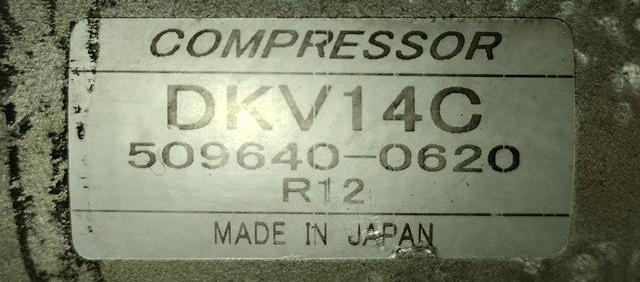 COMPRESSOR
DKV14C
509640-0620
R12
MADE IN JAPAN